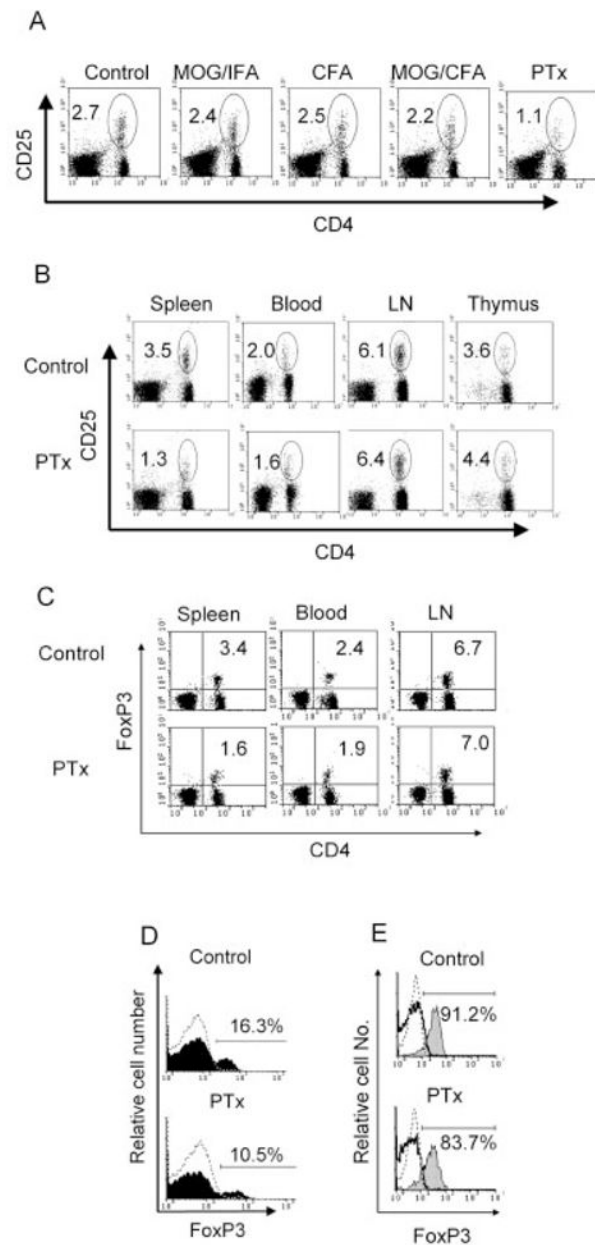 A
Control MOG/IFA CFA MOG/CFA PTx
2.7 2.4 2.5 2.2 1.1
CD25
CD4
B
Spleen Blood LN Thymus
Control
3.5 2.0 6.1 3.6
CD25
PTx
1.3 1.6 6.4 4.4
CD4
C
Spleen Blood LN
Control
3.4 2.4 6.7
FoxP3
PTx
1.6 1.9 7.0
CD4
D
Control
Relative cell number
16.3%
PTx
10.5%
FoxP3
E
Control
Relative cell No.
91.2%
PTx
83.7%
FoxP3